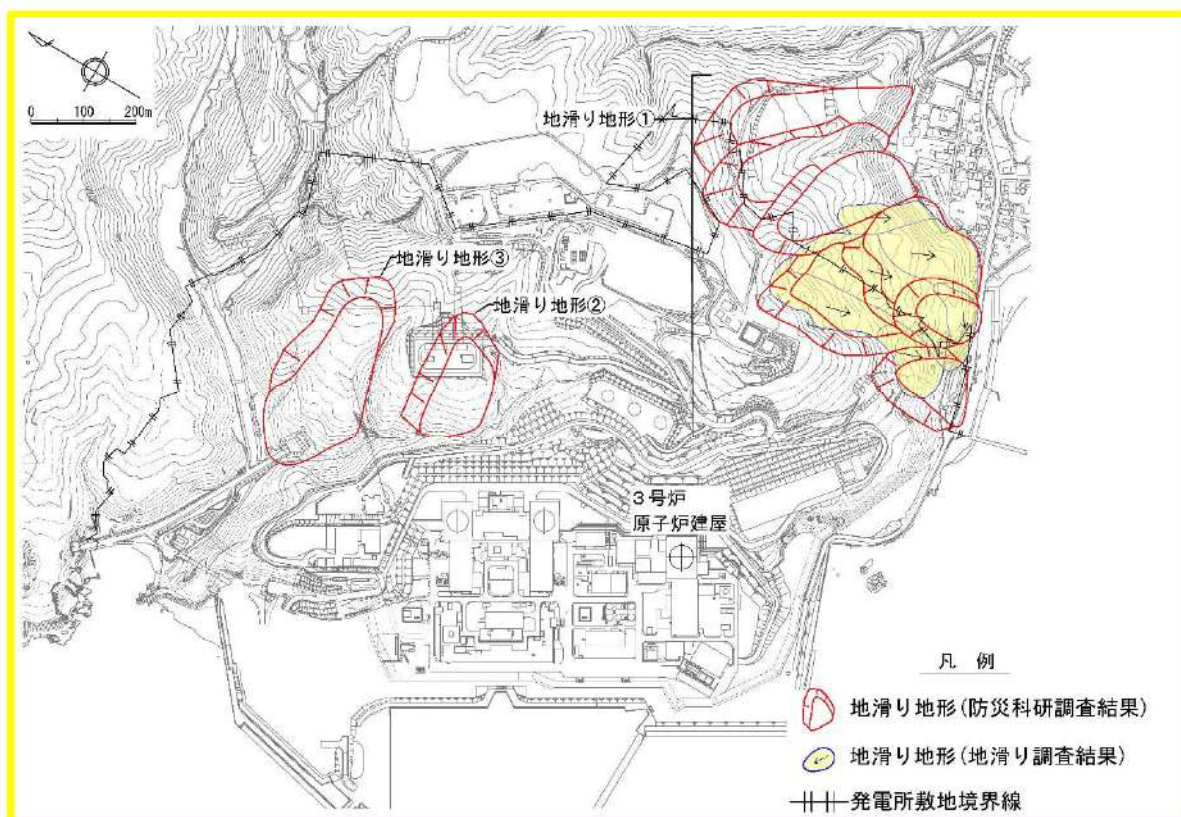 0 100 200m
地滑り地形①
地滑り地形③
地滑り地形②
3号炉
原子炉建屋
凡 例
地滑り地形(防災科研調査結果)
地滑り地形(地滑り調査結果)
発電所敷地境界線